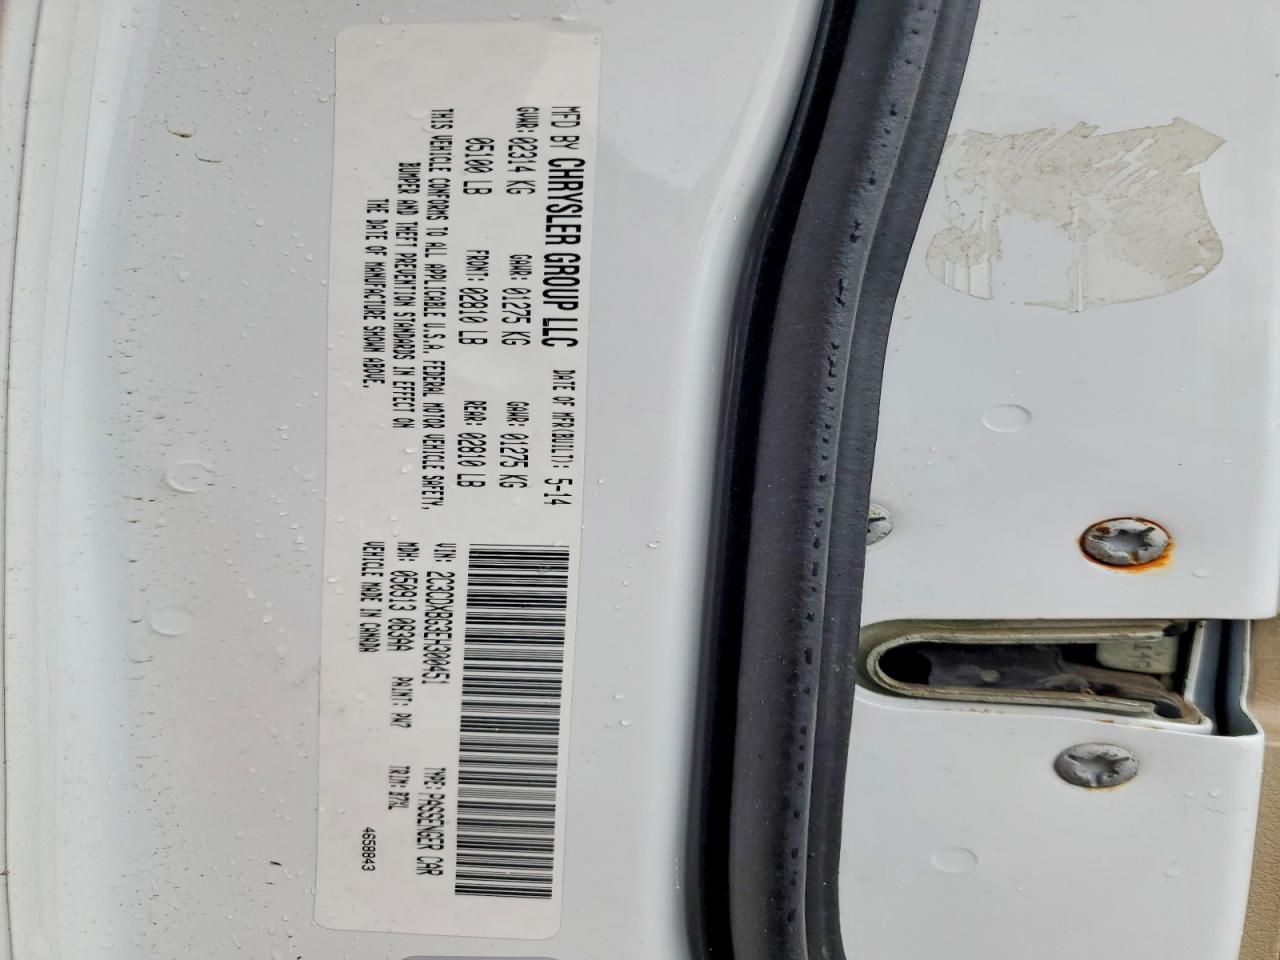 MFD BY CHRYSLER GROUP LLC DATE OF MFR(BUILT): 5-14
GVWR: 02314 KG GAWR: 01275 KG GAWR: 01275 KG
05100 LB FRONT: 02810 LB REAR: 02810 LB
THIS VEHICLE CONFORMS TO ALL APPLICABLE U.S.A. FEDERAL MOTOR VEHICLE SAFETY,
BUMPER AND THEFT PREVENTION STANDARDS IN EFFECT ON
THE DATE OF MANUFACTURE SHOWN ABOVE.
VIN: 2C3CDXBG3EH300451 TYPE: PASSENGER CAR
MDH: 050913 083AA PAINT: PW7 TRIM: B7XL
VEHICLE MADE IN CANADA
4658843